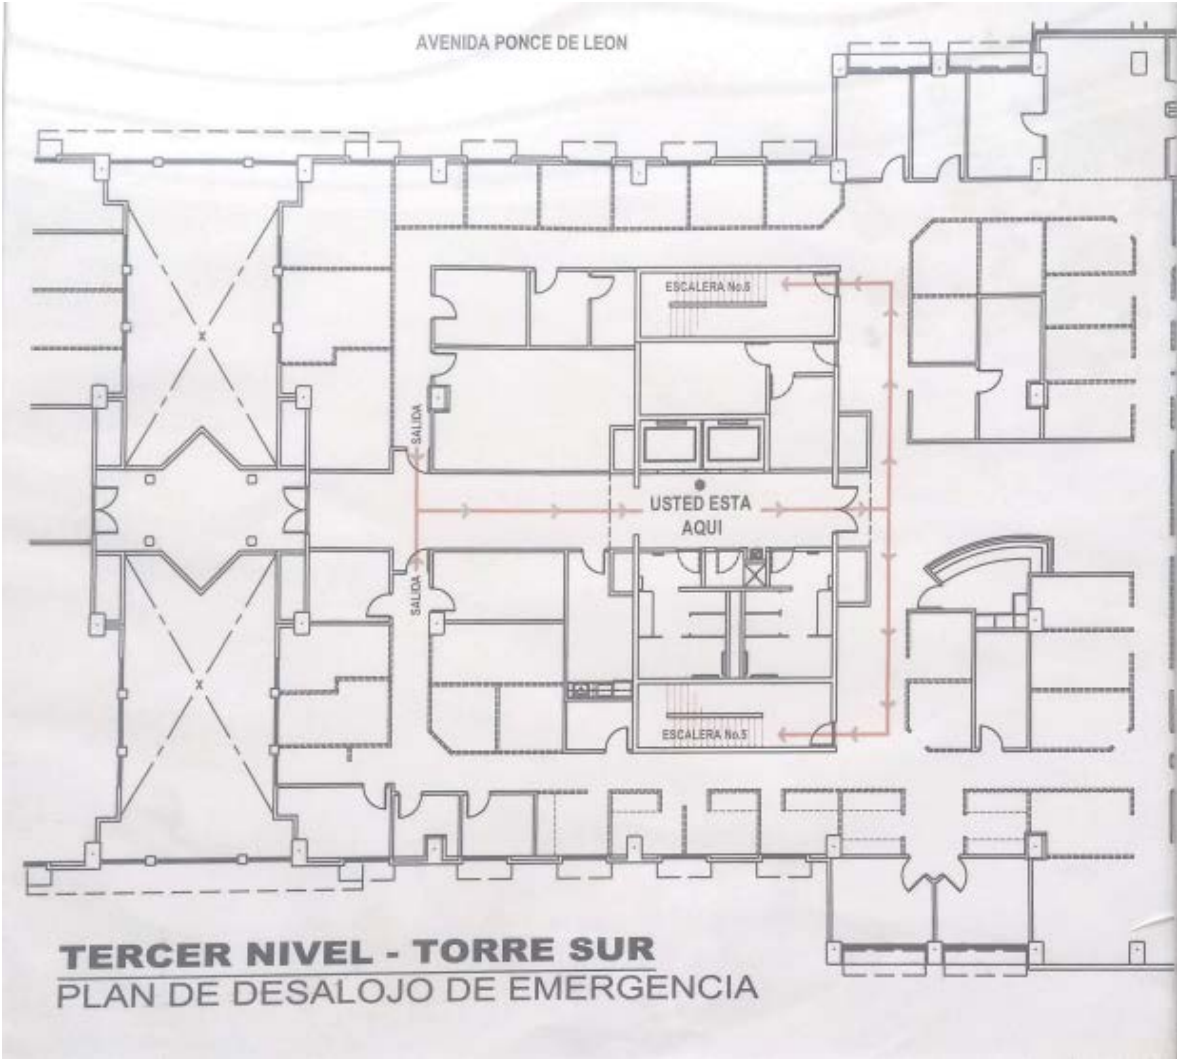 AVENIDA PONCE DE LEON
ESCALERA No.6
SALIDA
USTED ESTA
AQUI
SALIDA
ESCALERA No.5
TERCER NIVEL - TORRE SUR
PLAN DE DESALOJO DE EMERGENCIA